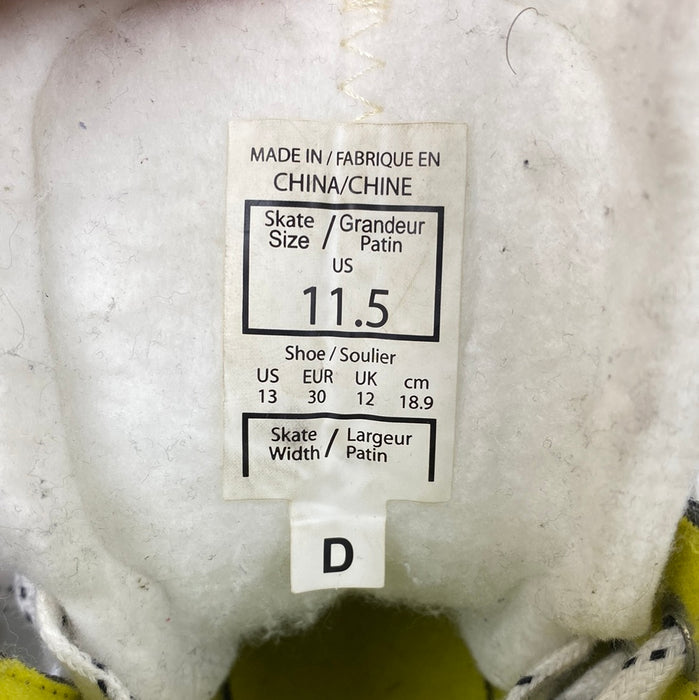 MADE IN / FABRIQUE EN
CHINA/CHINE
Skate / Grandeur
Size Patin
US
11.5
Shoe / Soulier
US EUR UK cm
13 30 12 18.9
Skate / Largeur
Width Patin
D